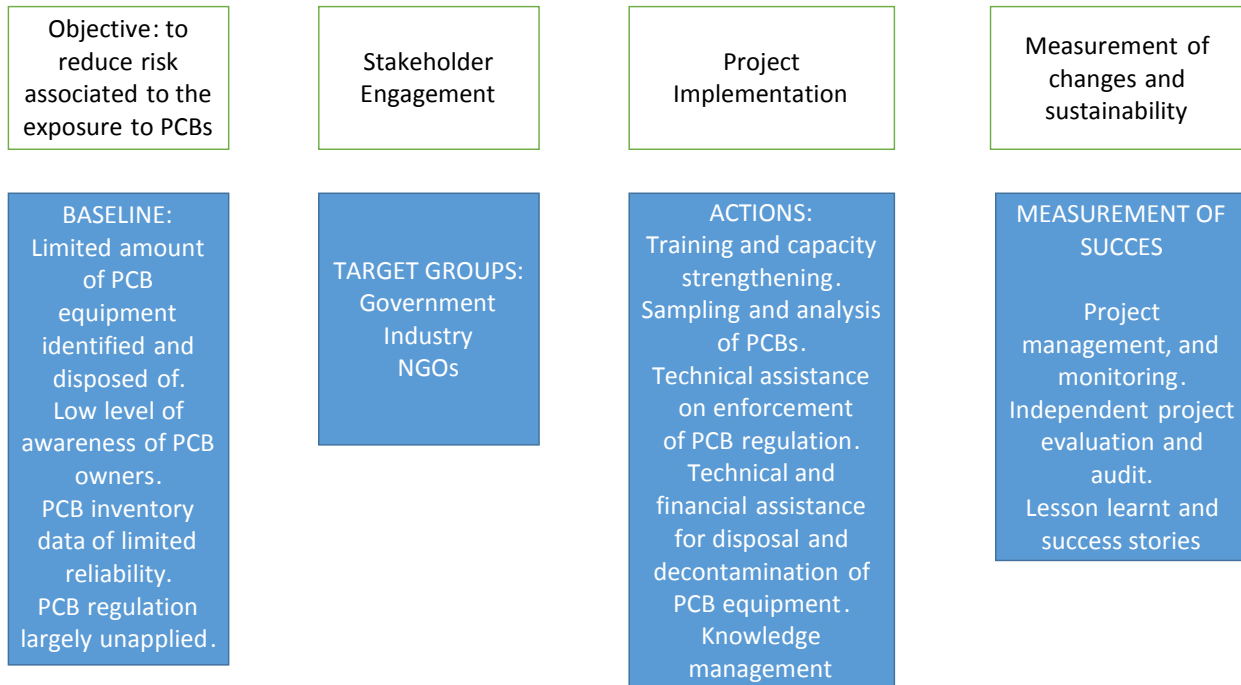 Objective: to
reduce risk
associated to the
exposure to PCBs
Stakeholder
Engagement
Project
Implementation
Measurement of
changes and
sustainability
BASELINE:
Limited amount
of PCB
equipment
identified and
disposed of.
Low level of
awareness of PCB
owners.
PCB inventory
data of limited
reliability.
PCB regulation
largely unapplied.
TARGET GROUPS:
Government
Industry
NGOs
ACTIONS:
Training and capacity
strengthening.
Sampling and analysis
of PCBs.
Technical assistance
on enforcement
of PCB regulation.
Technical and
financial assistance
for disposal and
decontamination of
PCB equipment.
Knowledge
management
MEASUREMENT OF
SUCCES
Project
management, and
monitoring.
Independent project
evaluation and
audit.
Lesson learnt and
success stories